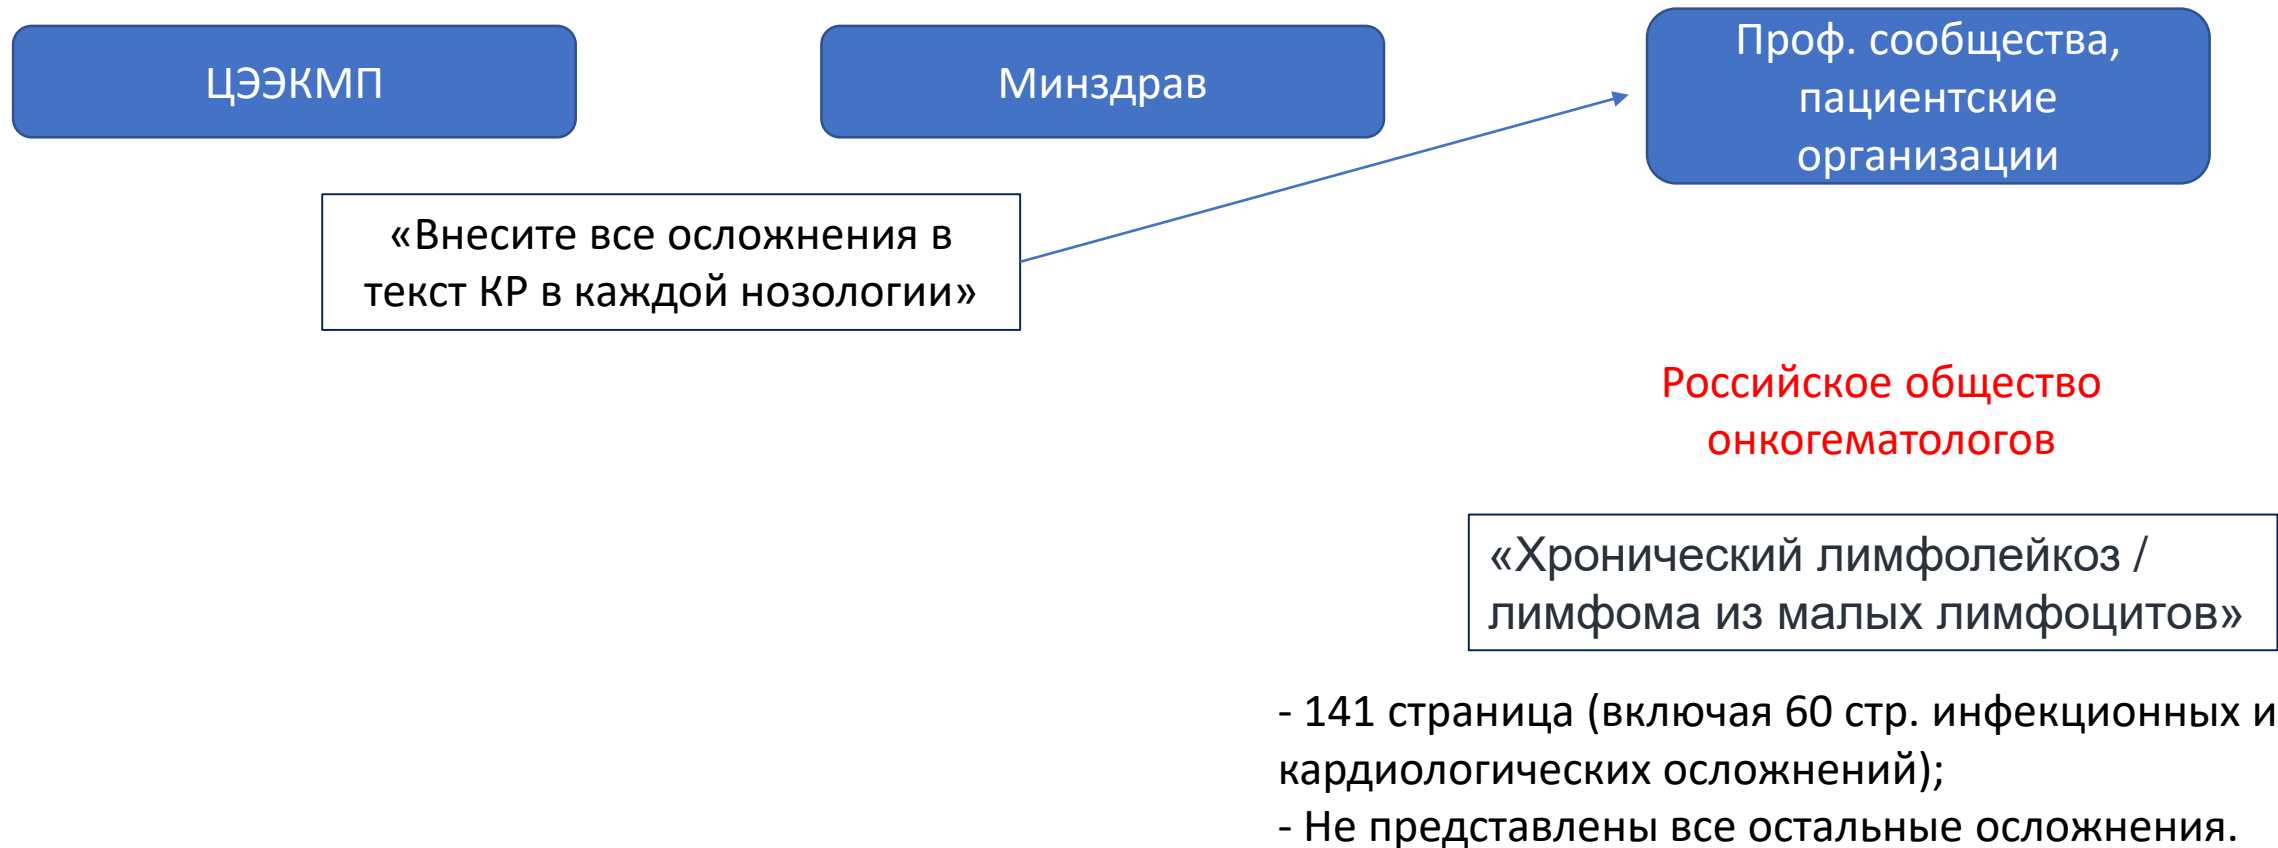 ЦЭЭКМП
Минздрав
Проф. сообщества,
пациентские
организации
«Внесите все осложнения в
текст КР в каждой нозологии»
Российское общество
онкогематологов
«Хронический лимфолейкоз /
лимфома из малых лимфоцитов»
- 141 страница (включая 60 стр. инфекционных и
кардиологических осложнений);
- Не представлены все остальные осложнения.